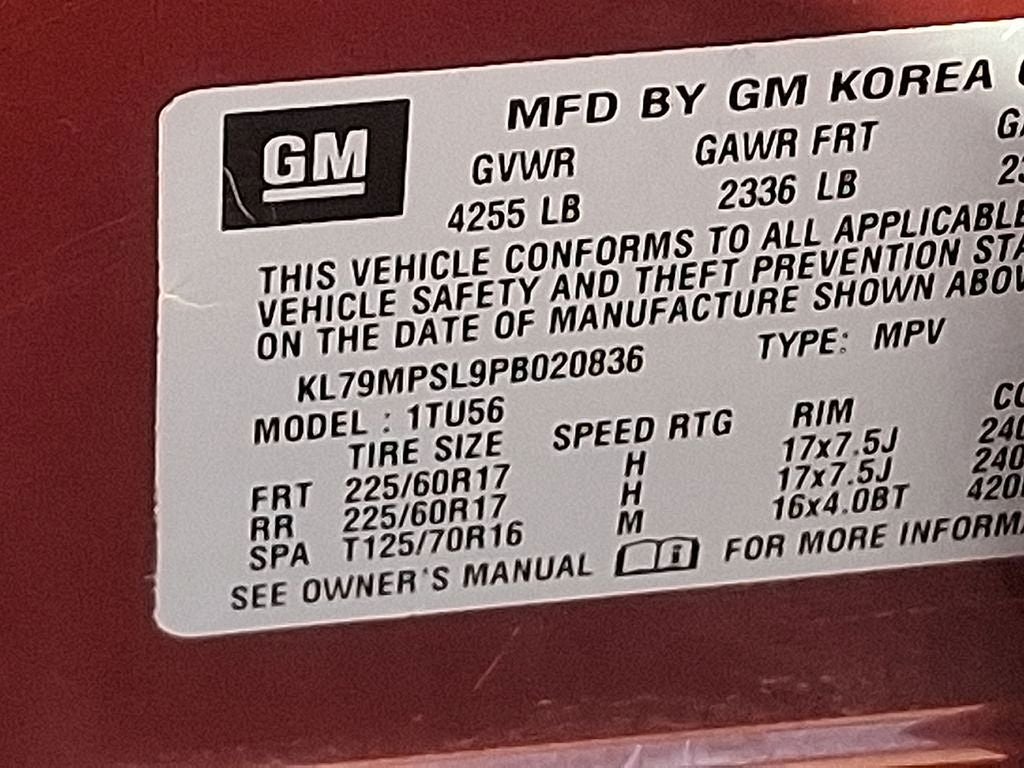 GM
MFD BY GM KOREA
GVWR GAWR FRT
4255 LB 2336 LB
THIS VEHICLE CONFORMS TO ALL APPLICABLE
VEHICLE SAFETY AND THEFT PREVENTION
ON THE DATE OF MANUFACTURE SHOWN
KL79MPSL9PB020836 TYPE: MPV
MODEL : 1TU56
TIRE SIZE SPEED RTG RIM
FRT 225/60R17 H 17x7.5J
RR 225/60R17 H 17x7.5J
SPA T125/70R16 M 16x4.0BT
SEE OWNER'S MANUAL i FOR MORE